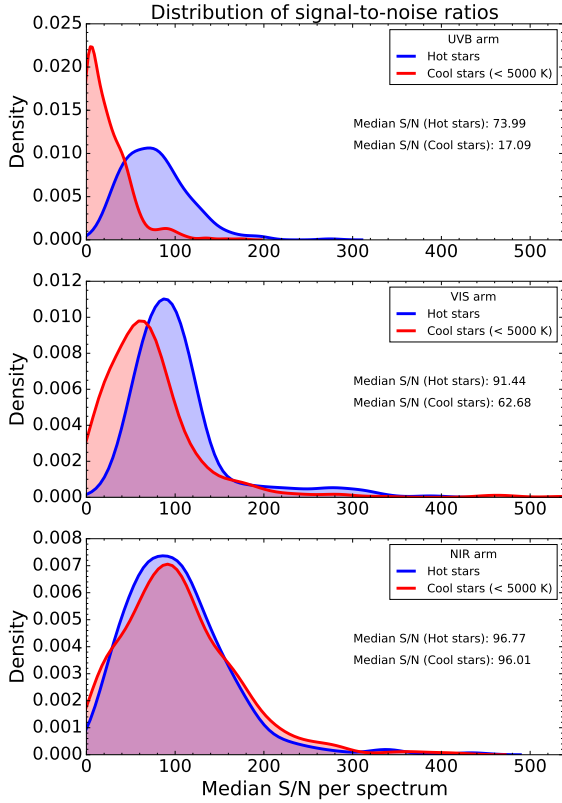 Distribution of signal-to-noise ratios
0.025
0.020
0.015
0.010
0.005
0.000
Density
UVB arm
Hot stars
Cool stars (< 5000 K)
Median S/N (Hot stars): 73.99
Median S/N (Cool stars): 17.09
0 100 200 300 400 500
0.012
0.010
0.008
0.006
0.004
0.002
0.000
Density
VIS arm
Hot stars
Cool stars (< 5000 K)
Median S/N (Hot stars): 91.44
Median S/N (Cool stars): 62.68
0 100 200 300 400 500
0.008
0.007
0.006
0.005
0.004
0.003
0.002
0.001
0.000
Density
NIR arm
Hot stars
Cool stars (< 5000 K)
Median S/N (Hot stars): 96.77
Median S/N (Cool stars): 96.01
0 100 200 300 400 500
Median S/N per spectrum